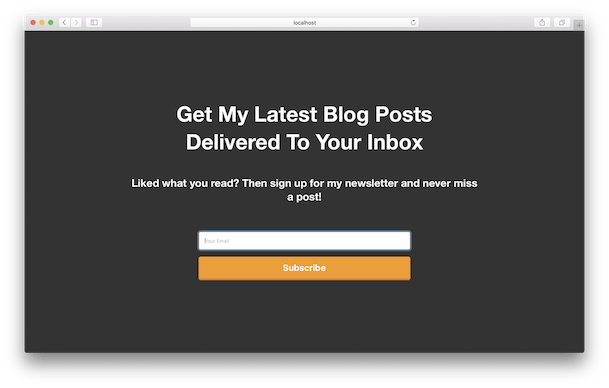 localhost
Get My Latest Blog Posts
Delivered To Your Inbox
Liked what you read? Then sign up for my newsletter and never miss
a post!
Your Email
Subscribe